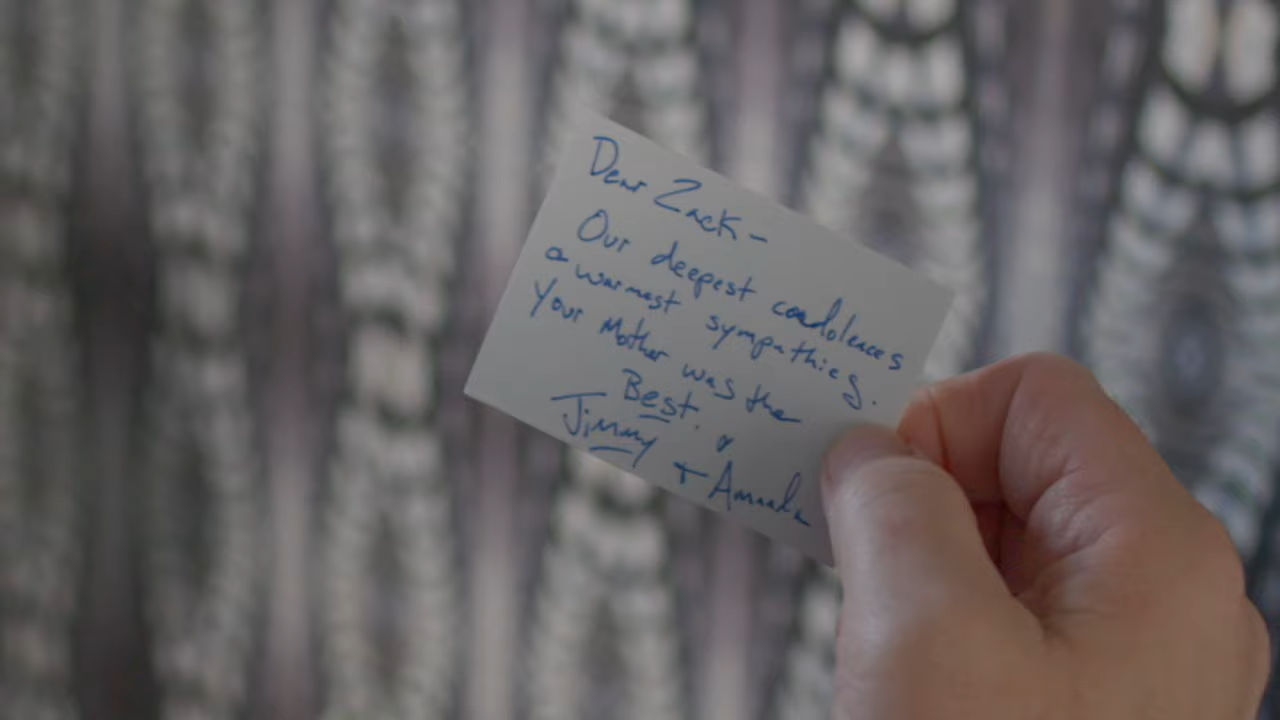 Dear Zack-
Our deepest condolences
& warmest sympathies.
Your Mother was the
Best.
Jimmy
+ Amanda